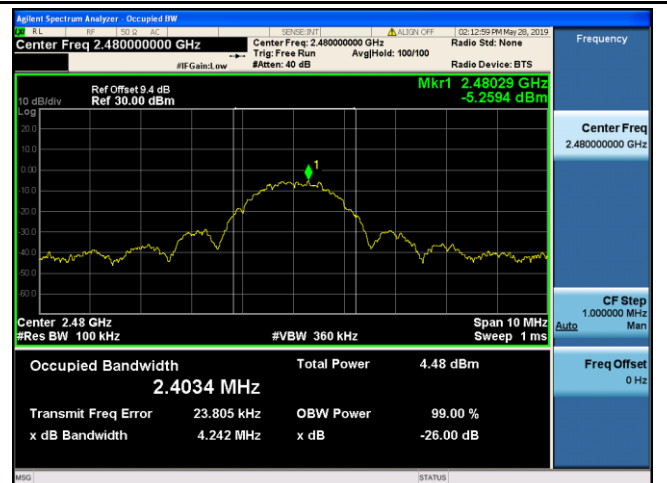 Agilent Spectrum Analyzer - Occupied BW
RL RF 50 Ω AC SENSE:INT ALIGN OFF 02:12:59 PM May 28, 2019
Center Freq 2.480000000 GHz Center Freq: 2.480000000 GHz Radio Std: None Frequency
Trig: Free Run Avg|Hold: 100/100
#IFGain:Low #Atten: 40 dB Radio Device: BTS
Ref Offset 9.4 dB Mkr1 2.48029 GHz
10 dB/div Ref 30.00 dBm -5.2594 dBm
Log
20.0
10.0
0.00
1
-10.0
-20.0
-30.0
-40.0
-50.0
-60.0
Center Freq
2.480000000 GHz
CF Step
1.000000 MHz
Auto Man
Center 2.48 GHz Span 10 MHz
#Res BW 100 kHz #VBW 360 kHz Sweep 1 ms
Freq Offset
0 Hz
Occupied Bandwidth Total Power 4.48 dBm
2.4034 MHz
Transmit Freq Error 23.805 kHz OBW Power 99.00 %
x dB Bandwidth 4.242 MHz x dB -26.00 dB
MSG STATUS